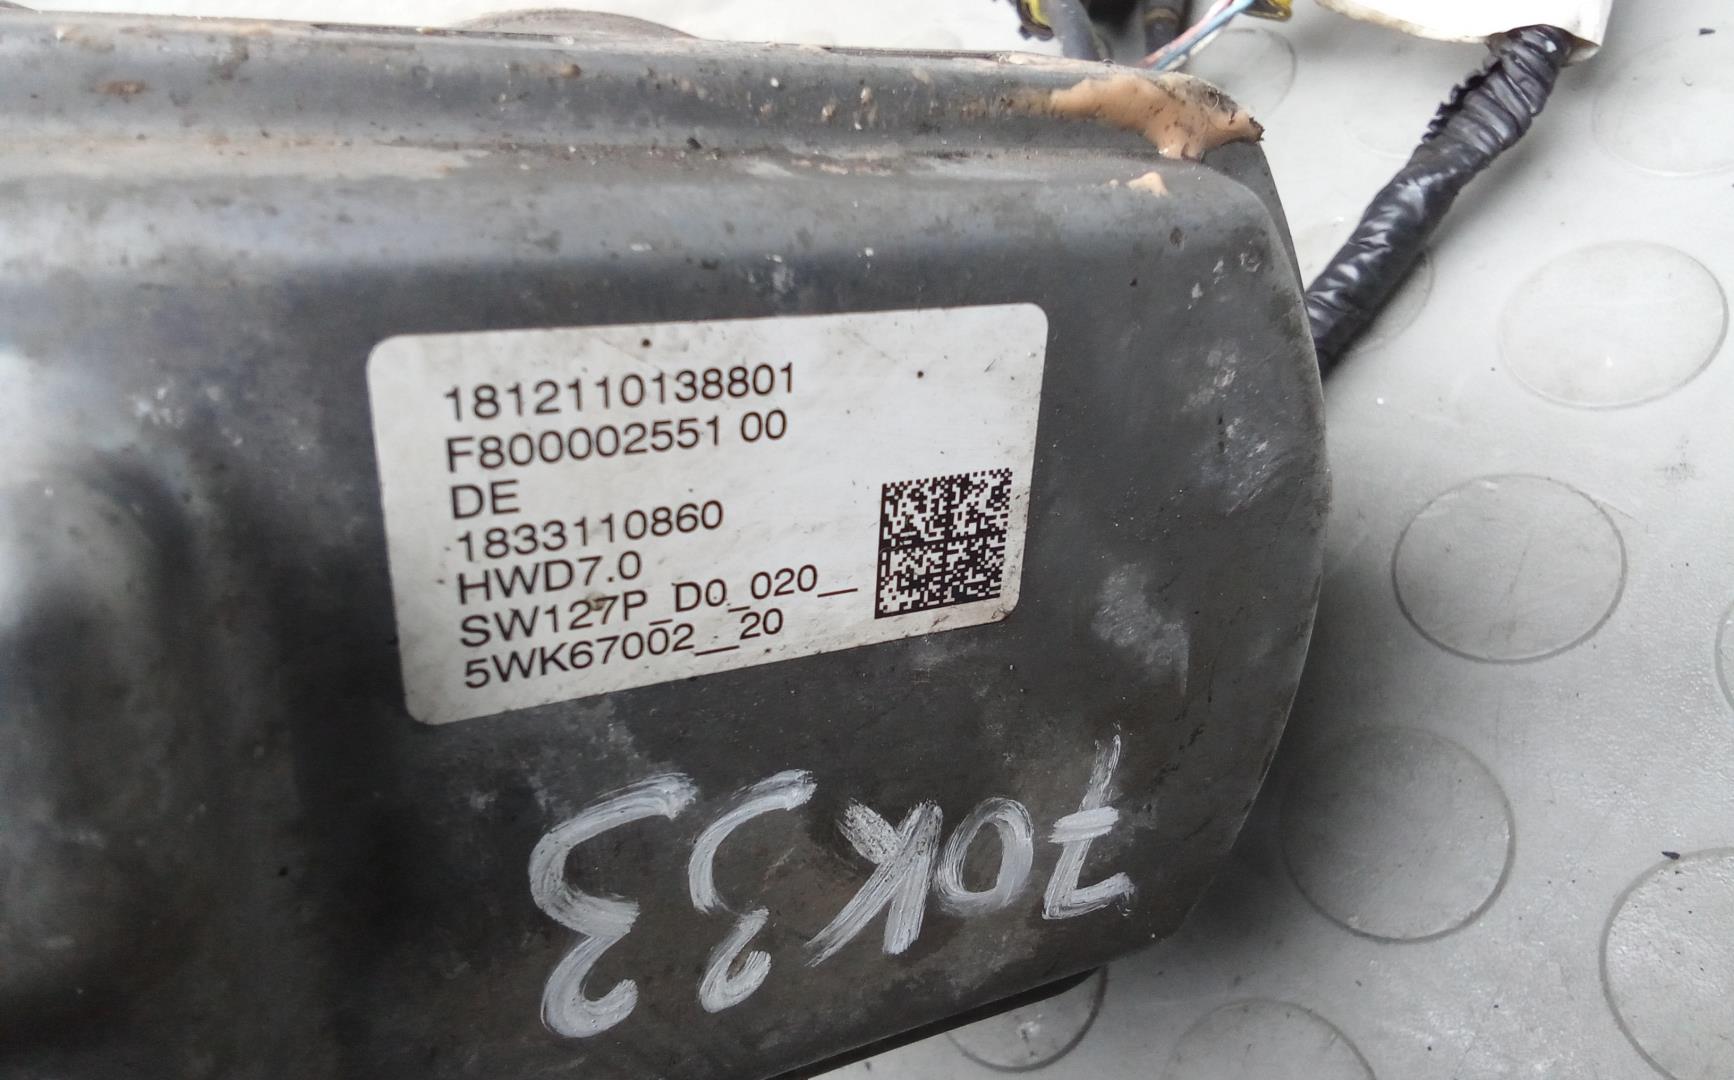 1812110138801
F800002551 00
DE
1833110860
HWD7.0
SW127P_D0_020__
5WK67002__20
70K33